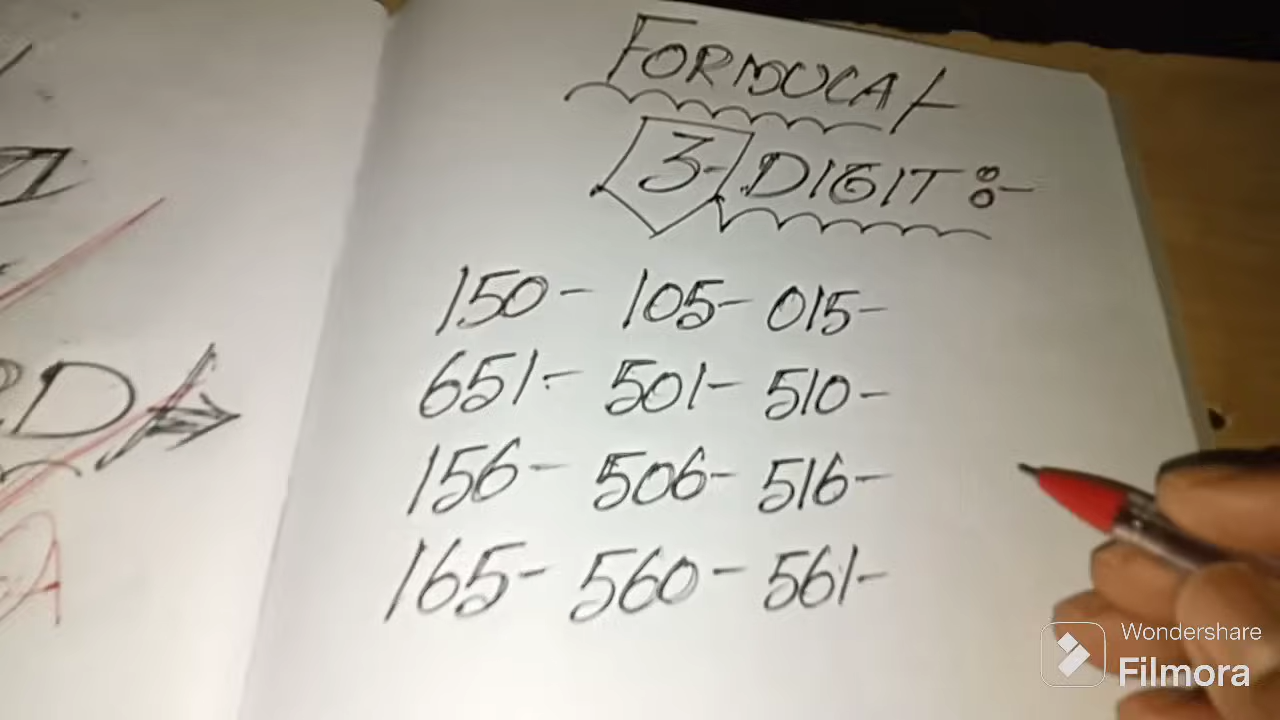 FORMULA/-
3-DIGIT:-
150- 105- 015-
651- 501- 510-
156- 506- 516-
165- 560- 561-
Wondershare
Filmora